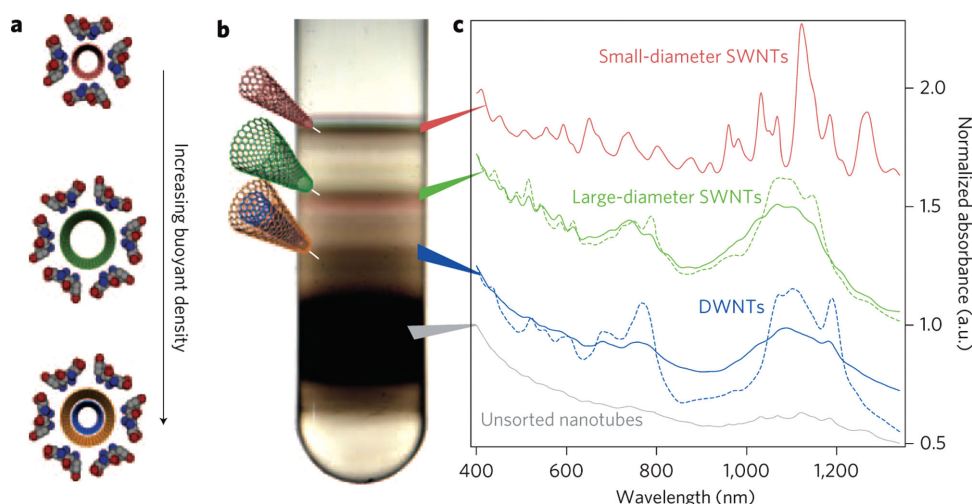 a
b
c
Increasing buoyant density
Small-diameter SWNTs
Large-diameter SWNTs
DWNTs
Unsorted nanotubes
2.0
1.5
1.0
0.5
Normalized absorbance (a.u.)
400
600
800
1,000
1,200
Wavelength (nm)